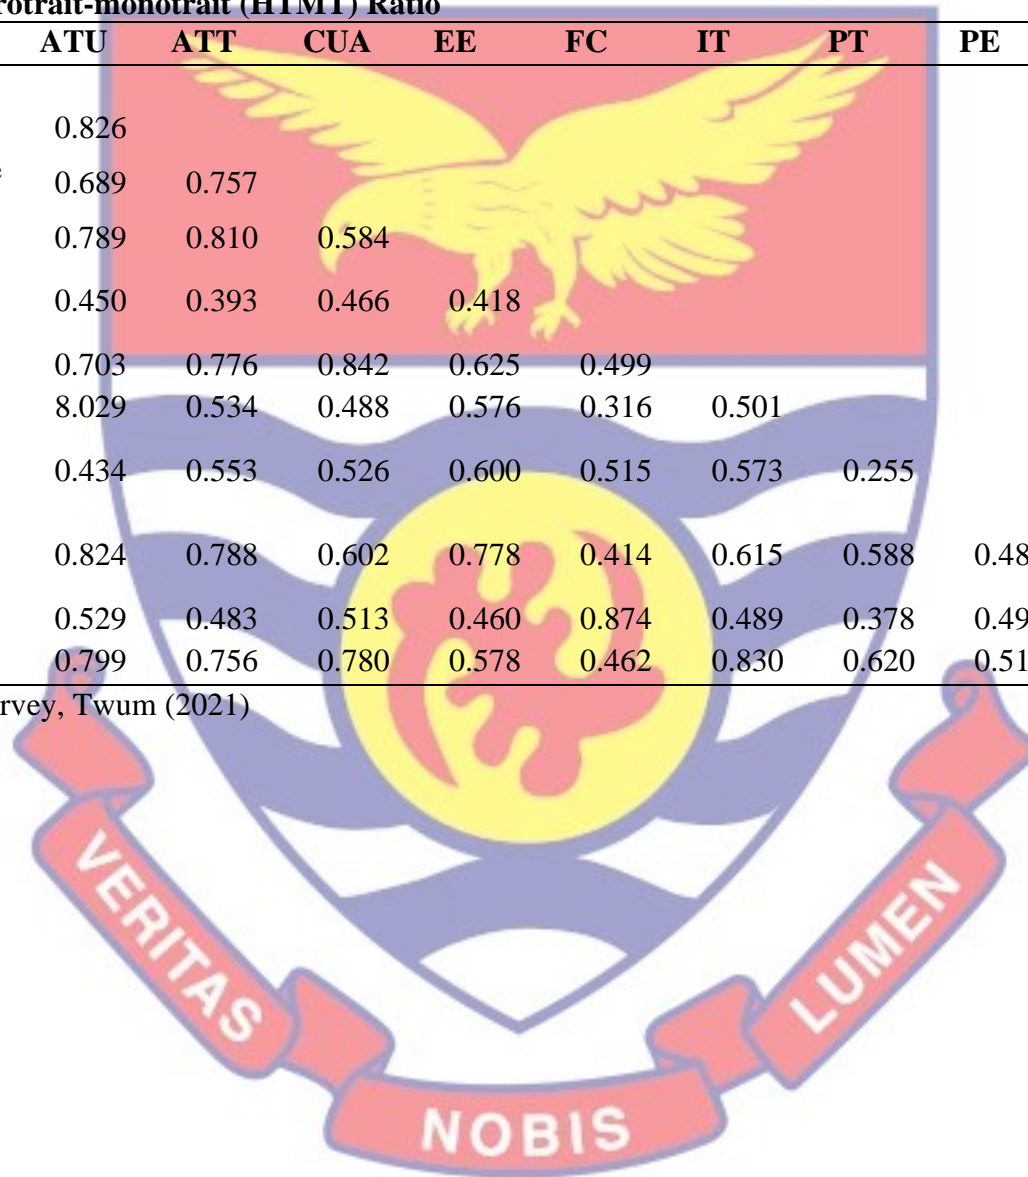 rotrait-monotrait (HTMT) Ratio
ATU ATT CUA EE FC IT PT PE
0.826
0.689 0.757
0.789 0.810 0.584
0.450 0.393 0.466 0.418
0.703 0.776 0.842 0.625 0.499
8.029 0.534 0.488 0.576 0.316 0.501
0.434 0.553 0.526 0.600 0.515 0.573 0.255
0.824 0.788 0.602 0.778 0.414 0.615 0.588 0.48
0.529 0.483 0.513 0.460 0.874 0.489 0.378 0.49
0.799 0.756 0.780 0.578 0.462 0.830 0.620 0.51
rvey, Twum (2021)
VERITAS
NOBIS
LUMEN